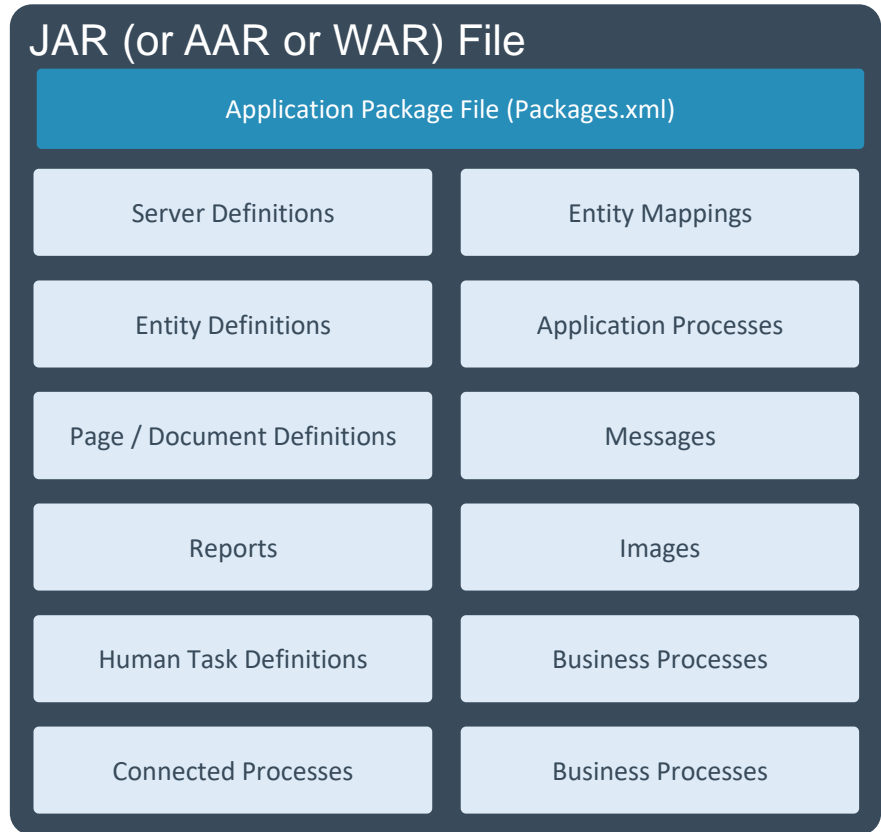 JAR (or AAR or WAR) File
Application Package File (Packages.xml)
Server Definitions
Entity Mappings
Entity Definitions
Application Processes
Page / Document Definitions
Messages
Reports
Images
Human Task Definitions
Business Processes
Connected Processes
Business Processes